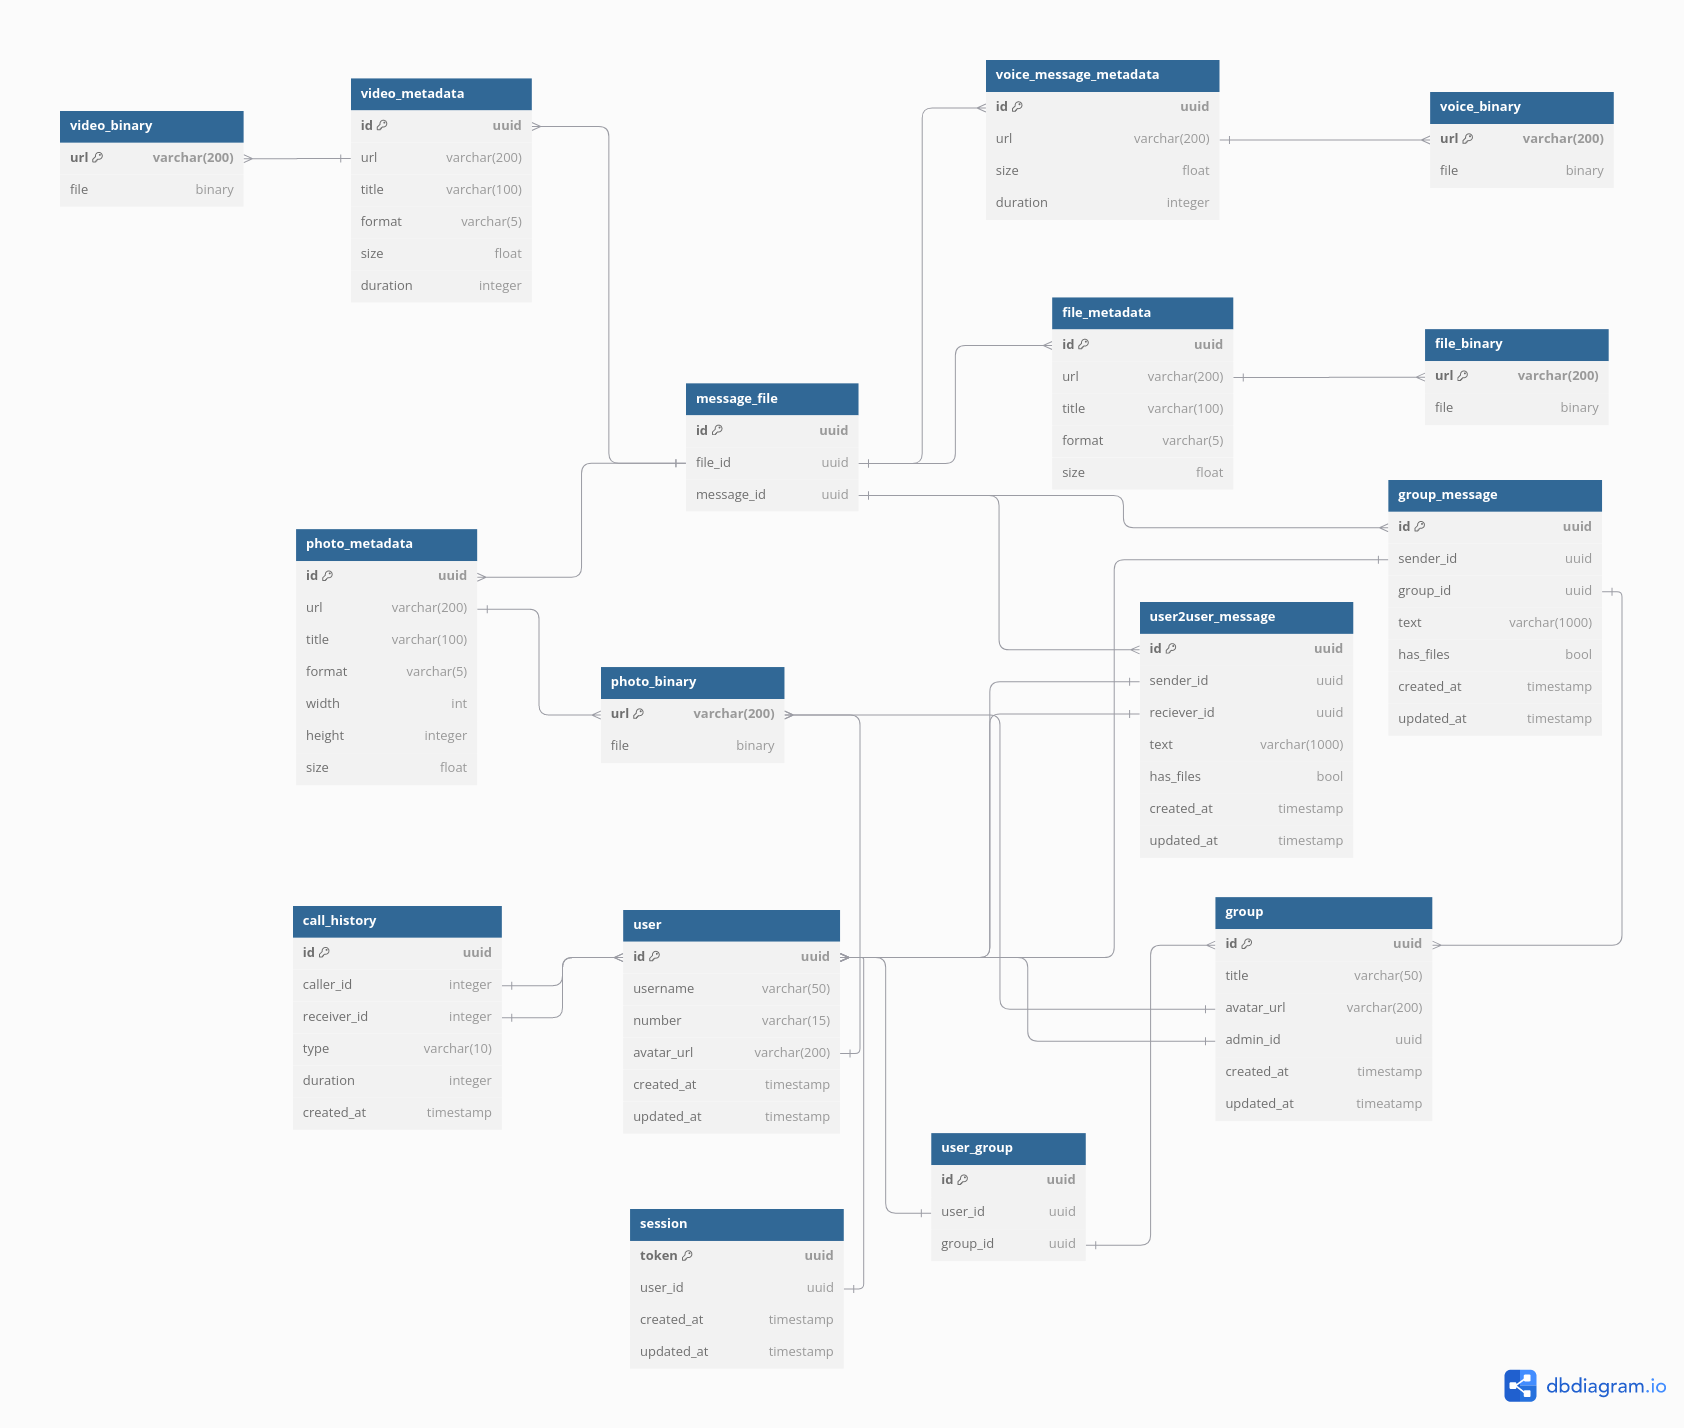 video_binary
url varchar(200)
file binary
video_metadata
id uuid
url varchar(200)
title varchar(100)
format varchar(5)
size float
duration integer
voice_message_metadata
id uuid
url varchar(200)
size float
duration integer
voice_binary
url varchar(200)
file binary
file_metadata
id uuid
url varchar(200)
title varchar(100)
format varchar(5)
size float
file_binary
url varchar(200)
file binary
message_file
id uuid
file_id uuid
message_id uuid
group_message
id uuid
sender_id uuid
group_id uuid
text varchar(1000)
has_files bool
created_at timestamp
updated_at timestamp
photo_metadata
id uuid
url varchar(200)
title varchar(100)
format varchar(5)
width int
height integer
size float
user2user_message
id uuid
sender_id uuid
reciever_id uuid
text varchar(1000)
has_files bool
created_at timestamp
updated_at timestamp
photo_binary
url varchar(200)
file binary
call_history
id uuid
caller_id integer
receiver_id integer
type varchar(10)
duration integer
created_at timestamp
user
id uuid
username varchar(50)
number varchar(15)
avatar_url varchar(200)
created_at timestamp
updated_at timestamp
group
id uuid
title varchar(50)
avatar_url varchar(200)
admin_id uuid
created_at timestamp
updated_at timeatamp
user_group
id uuid
user_id uuid
group_id uuid
session
token uuid
user_id uuid
created_at timestamp
updated_at timestamp
dbdiagram.io